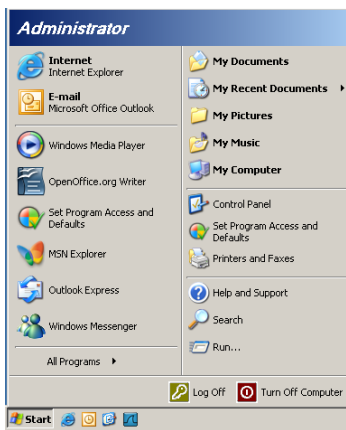 Administrator
Internet
Internet Explorer
E-mail
Microsoft Office Outlook
Windows Media Player
OpenOffice.org Writer
Set Program Access and
Defaults
MSN Explorer
Outlook Express
Windows Messenger
All Programs
My Documents
My Recent Documents
My Pictures
My Music
My Computer
Control Panel
Set Program Access and
Defaults
Printers and Faxes
Help and Support
Search
Run...
Log Off
Turn Off Computer
Start